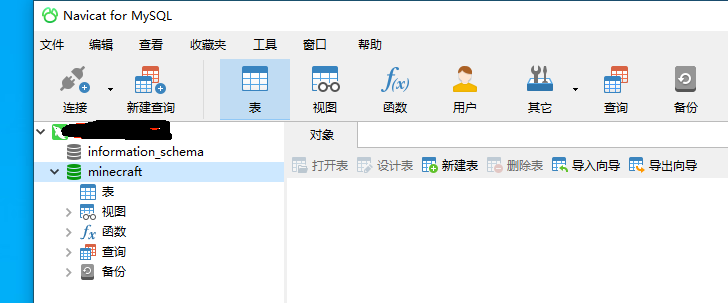 Navicat for MySQL
文件 编辑 查看 收藏夹 工具 窗口 帮助
连接 新建查询 表 视图 f(x) 函数 用户 其它 查询 备份
对象
information_schema
打开表 设计表 新建表 删除表 导入向导 导出向导
minecraft
表
视图
fx 函数
查询
备份